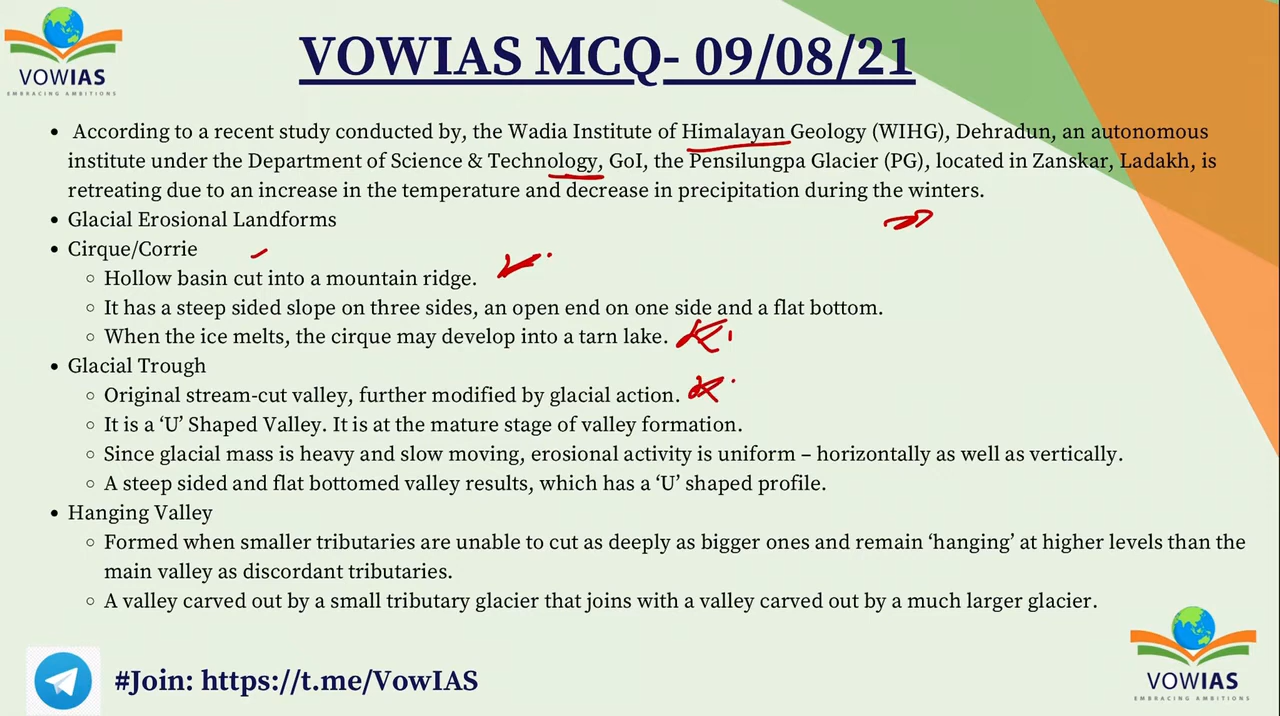 VOWIAS
EMBRACING AMBITIONS
VOWIAS MCQ- 09/08/21
• According to a recent study conducted by, the Wadia Institute of Himalayan Geology (WIHG), Dehradun, an autonomous
institute under the Department of Science & Technology, GoI, the Pensilungpa Glacier (PG), located in Zanskar, Ladakh, is
retreating due to an increase in the temperature and decrease in precipitation during the winters.
• Glacial Erosional Landforms
• Cirque/Corrie
◦ Hollow basin cut into a mountain ridge.
◦ It has a steep sided slope on three sides, an open end on one side and a flat bottom.
◦ When the ice melts, the cirque may develop into a tarn lake.
• Glacial Trough
◦ Original stream-cut valley, further modified by glacial action.
◦ It is a ‘U’ Shaped Valley. It is at the mature stage of valley formation.
◦ Since glacial mass is heavy and slow moving, erosional activity is uniform – horizontally as well as vertically.
◦ A steep sided and flat bottomed valley results, which has a ‘U’ shaped profile.
• Hanging Valley
◦ Formed when smaller tributaries are unable to cut as deeply as bigger ones and remain ‘hanging’ at higher levels than the
main valley as discordant tributaries.
◦ A valley carved out by a small tributary glacier that joins with a valley carved out by a much larger glacier.
#Join: https://t.me/VowIAS
VOWIAS
EMBRACING AMBITIONS